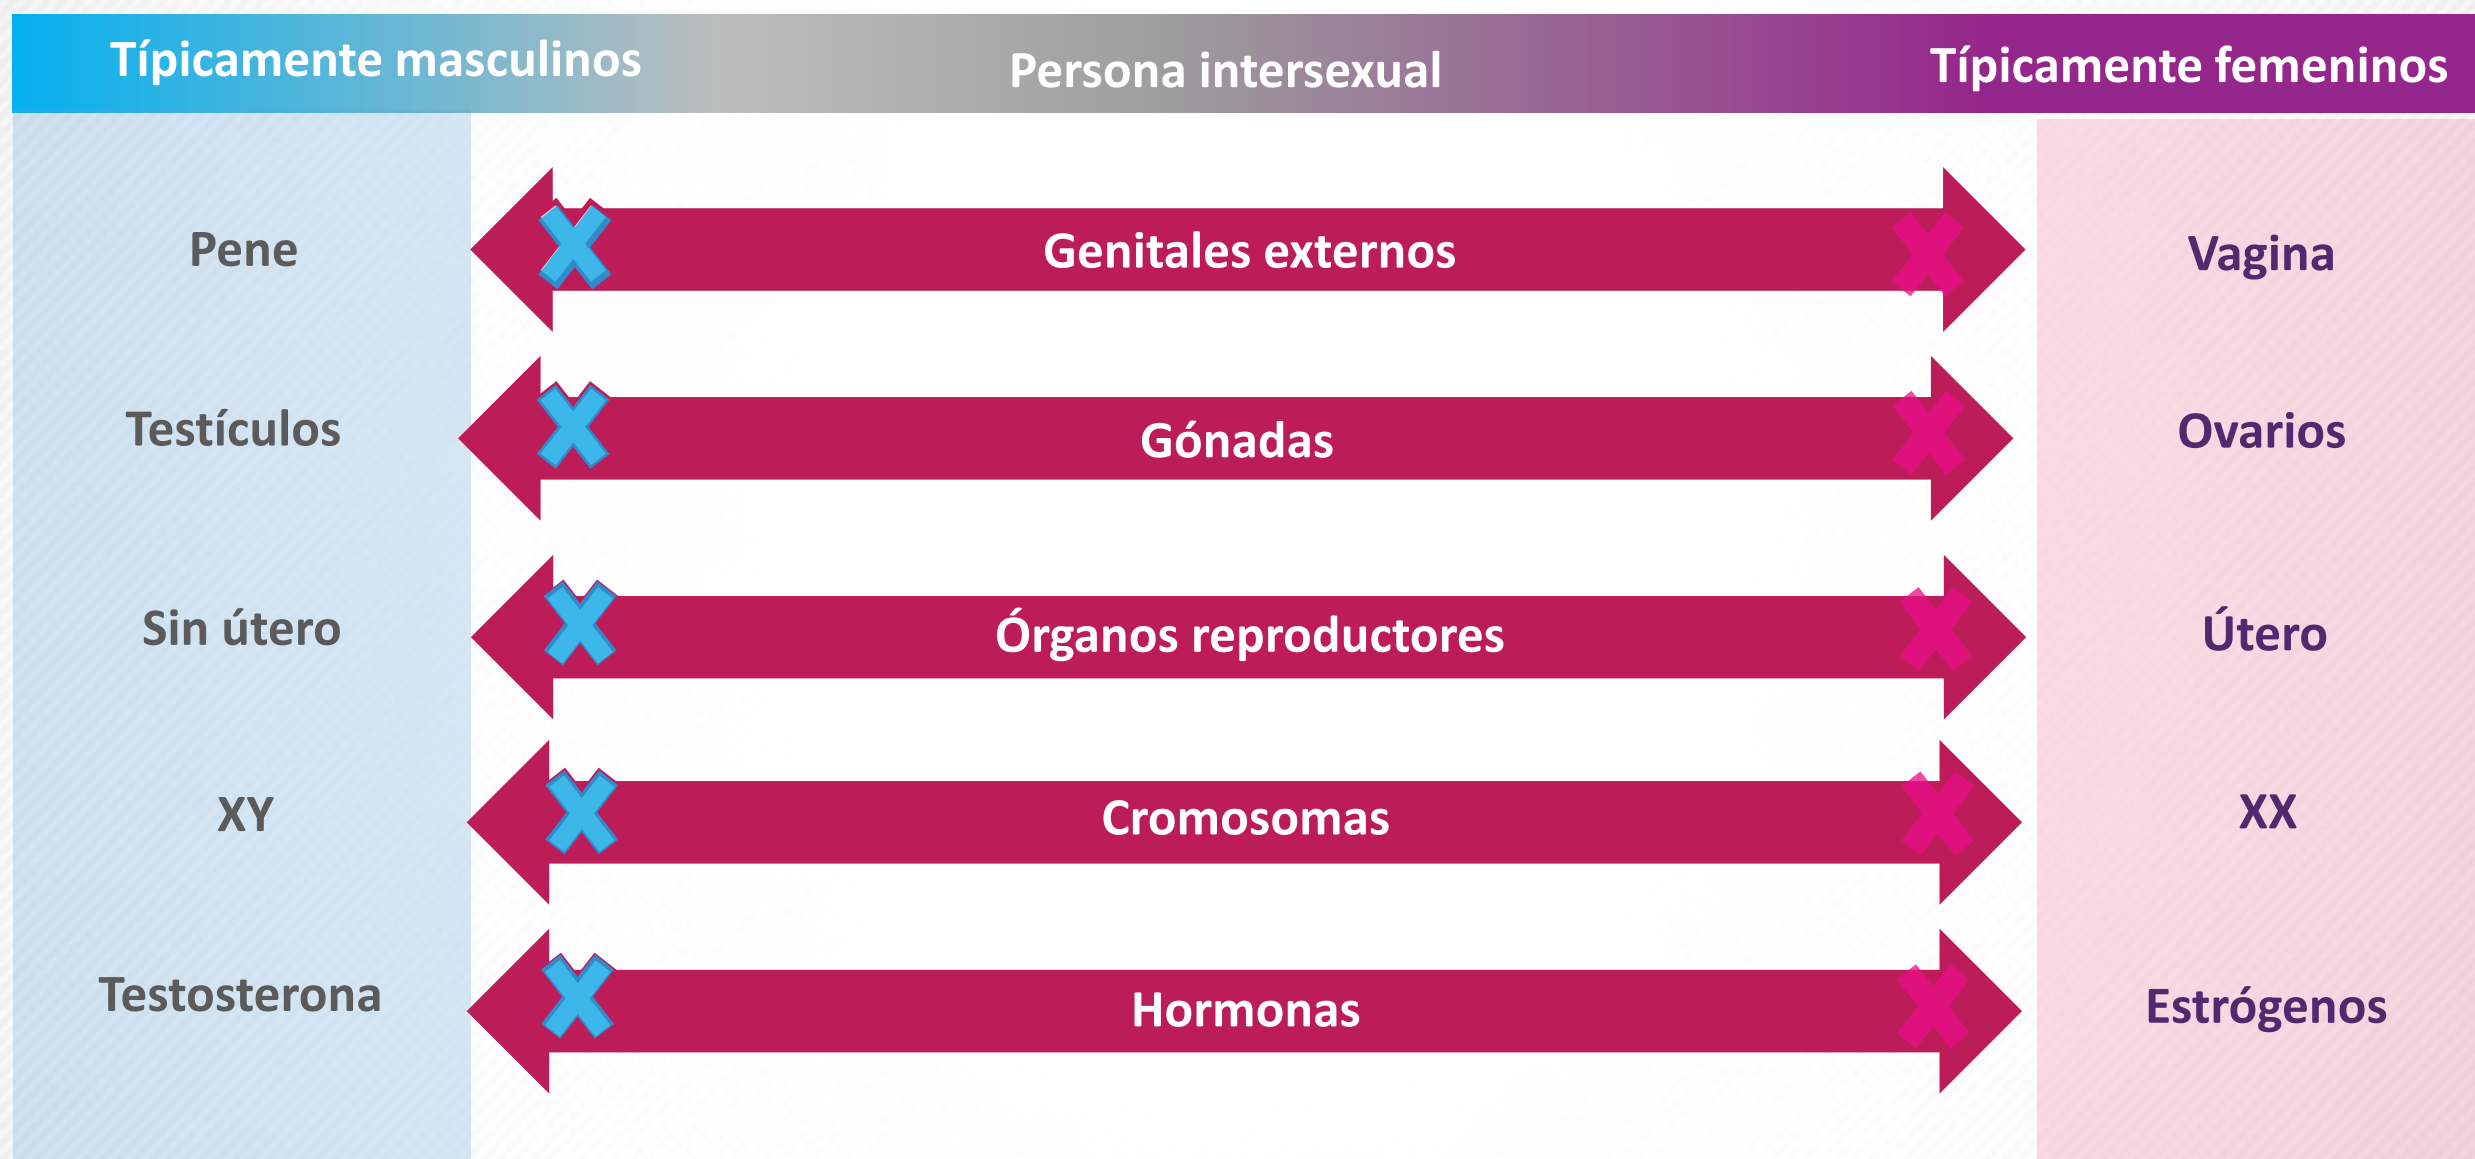 Típicamente masculinos
Persona intersexual
Típicamente femeninos
Pene
Genitales externos
Vagina
Testículos
Gónadas
Ovarios
Sin útero
Órganos reproductores
Útero
XY
Cromosomas
XX
Testosterona
Hormonas
Estrógenos